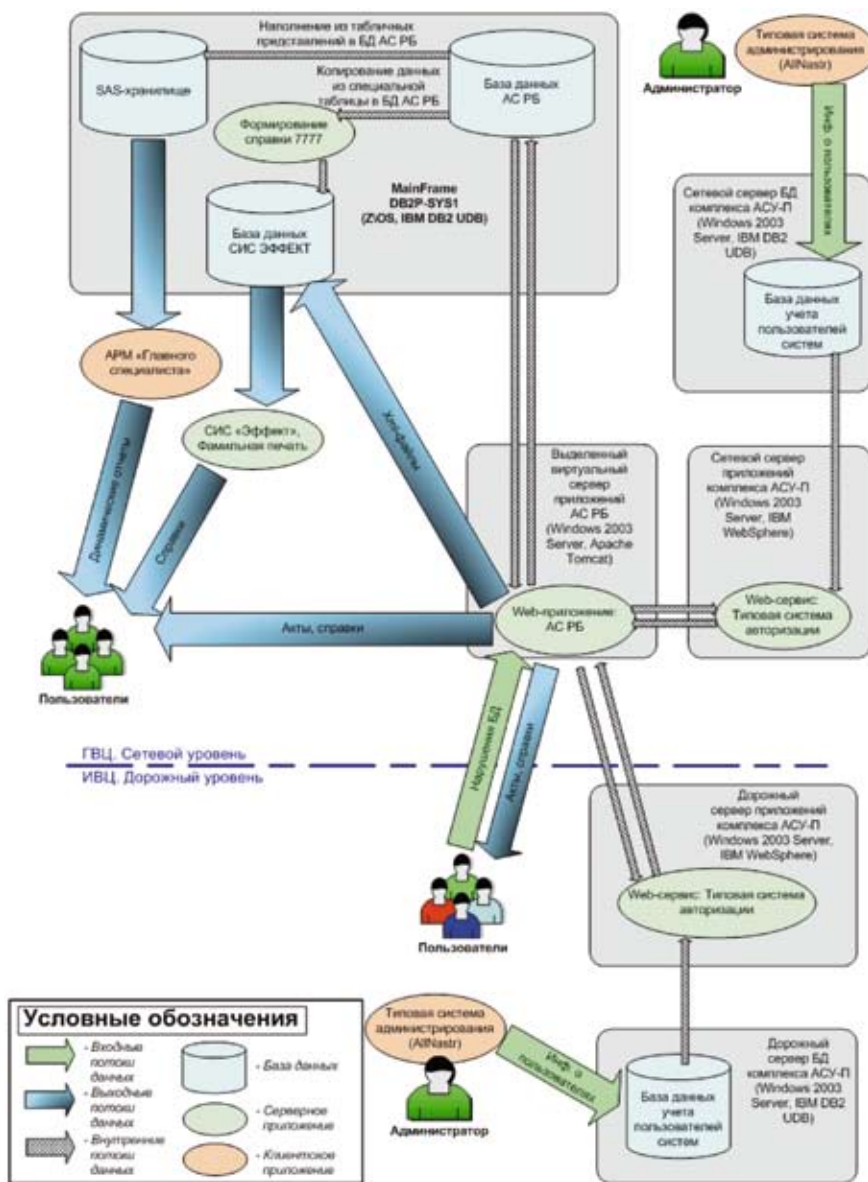 Наполнение из табличных
представлений в БД АС РБ
SAS-хранилище
Копирование данных
из специальной
таблицы в БД АС РБ
База данных
АС РБ
Формирование
справки 7777
MainFrame
DB2P-SYS1
(Z\OS, IBM DB2 UDB)
База данных
СИС ЭФФЕКТ
Администратор
Типовая система
администрирования
(AllNastr)
Инф. о пользователях
Сетевой сервер БД
комплекса АСУ-П
(Windows 2003
Server, IBM DB2
UDB)
База данных
учета
пользователей
систем
АРМ «Главного
специалиста»
СИС «Эффект»,
Фамильная печать
Xml-файлы
Динамические отчеты
Справки
Выделенный
виртуальный
сервер
приложений
АС РБ
(Windows 2003
Server, Apache
Tomcat)
Сетевой сервер
приложений
комплекса АСУ-П
(Windows 2003
Server, IBM
WebSphere)
Web-приложение:
АС РБ
Web-сервис:
Типовая система
авторизации
Акты, справки
Пользователи
Нарушения БД
Акты, справки
ГВЦ. Сетевой уровень
ИВЦ. Дорожный уровень
Дорожный
сервер приложений
комплекса АСУ-П
(Windows 2003 Server,
IBM WebSphere)
Web-сервис: Типовая система
авторизации
Пользователи
Типовая система
администрирования
(AllNastr)
Администратор
Инф. о
пользователях
База данных
учета
пользователей
систем
Дорожный
сервер БД
комплекса АСУ-П
(Windows 2003
Server, IBM DB2
UDB)
Условные обозначения
- Входные
потоки
данных
- База данных
- Выходные
потоки
данных
- Серверное
приложение
- Внутренние
потоки
данных
- Клиентское
приложение